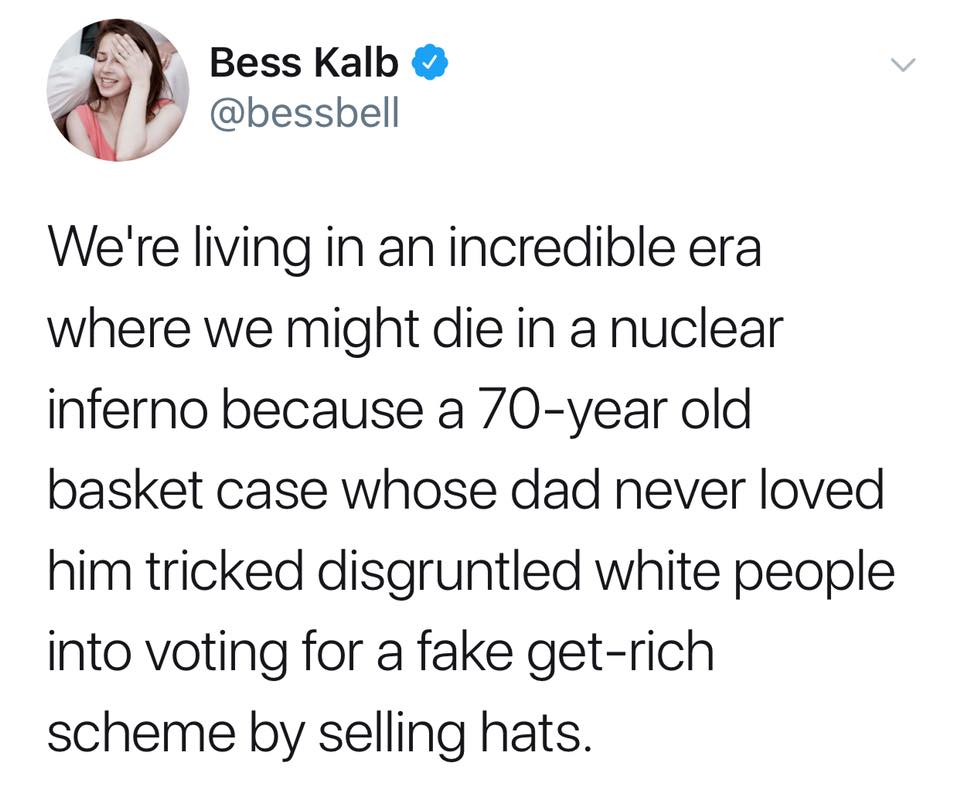 Bess Kalb
@bessbell
We're living in an incredible era
where we might die in a nuclear
inferno because a 70-year old
basket case whose dad never loved
him tricked disgruntled white people
into voting for a fake get-rich
scheme by selling hats.